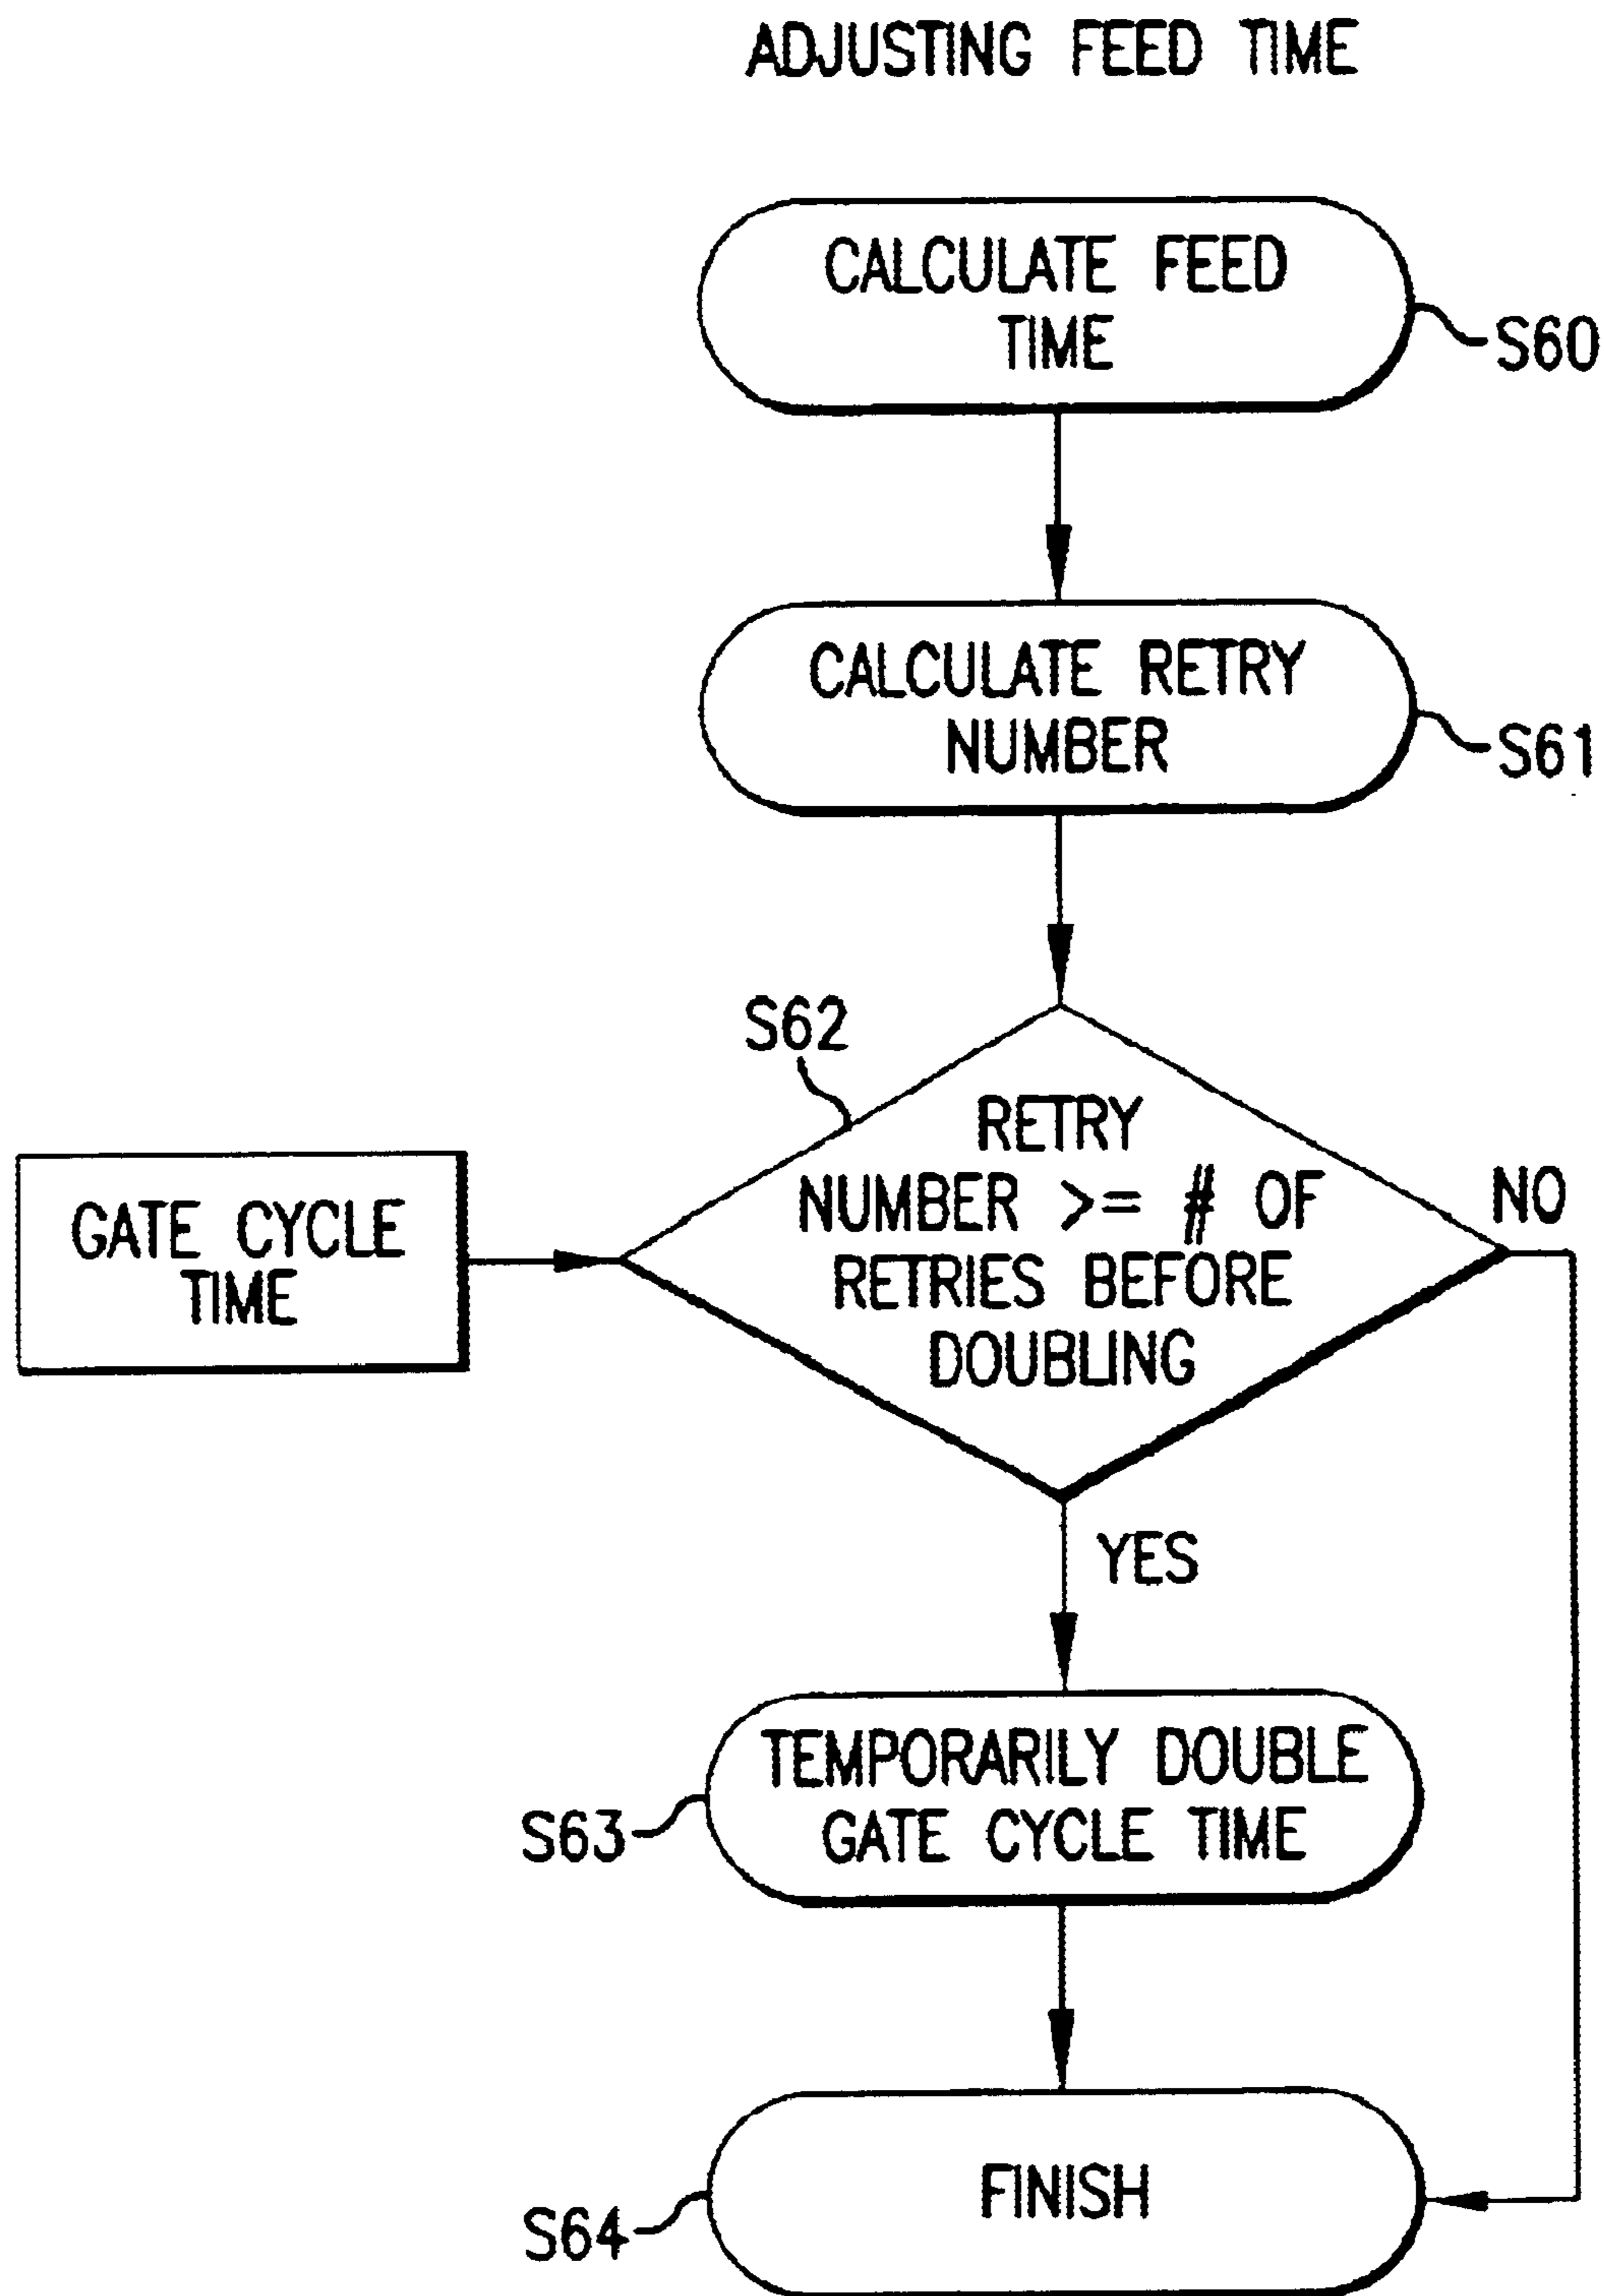 ADJUSTING FEED TIME
CALCULATE FEED
TIME
S60
CALCULATE RETRY
NUMBER
S61
S62
RETRY
NUMBER >= # OF
RETRIES BEFORE
DOUBLING
NO
GATE CYCLE
TIME
YES
TEMPORARILY DOUBLE
GATE CYCLE TIME
S63
FINISH
S64